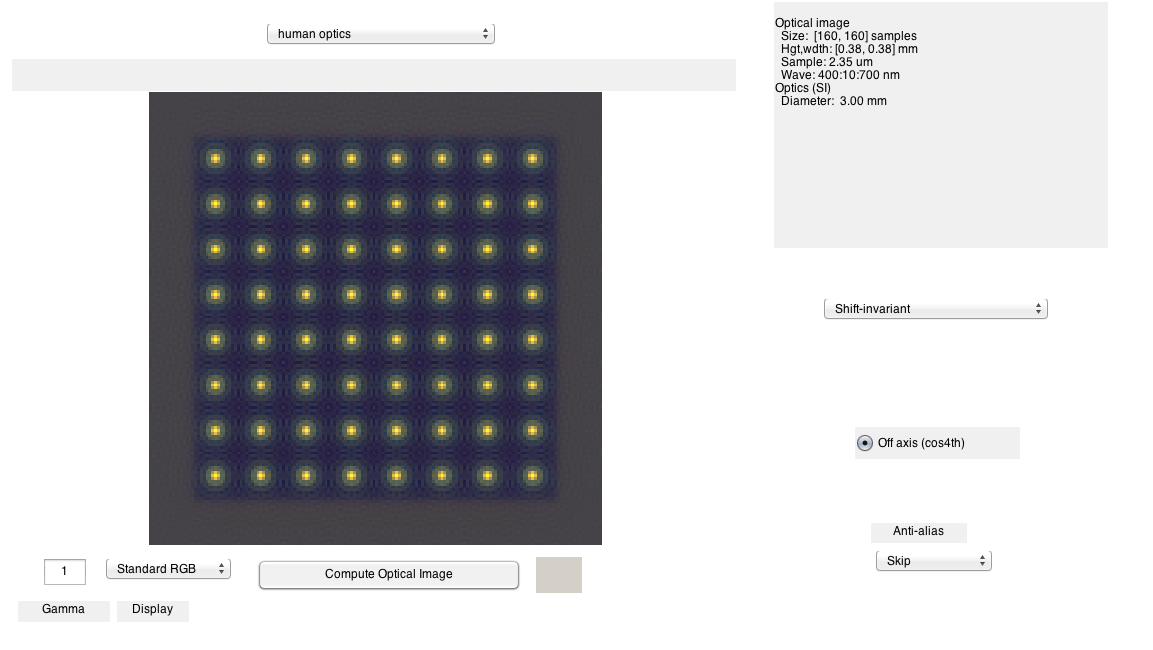 human optics
Optical image
Size: [160, 160] samples
Hgt,wdth: [0.38, 0.38] mm
Sample: 2.35 um
Wave: 400:10:700 nm
Optics (SI)
Diameter: 3.00 mm
Shift-invariant
Off axis (cos4th)
Anti-alias
Skip
1
Standard RGB
Compute Optical Image
Gamma
Display